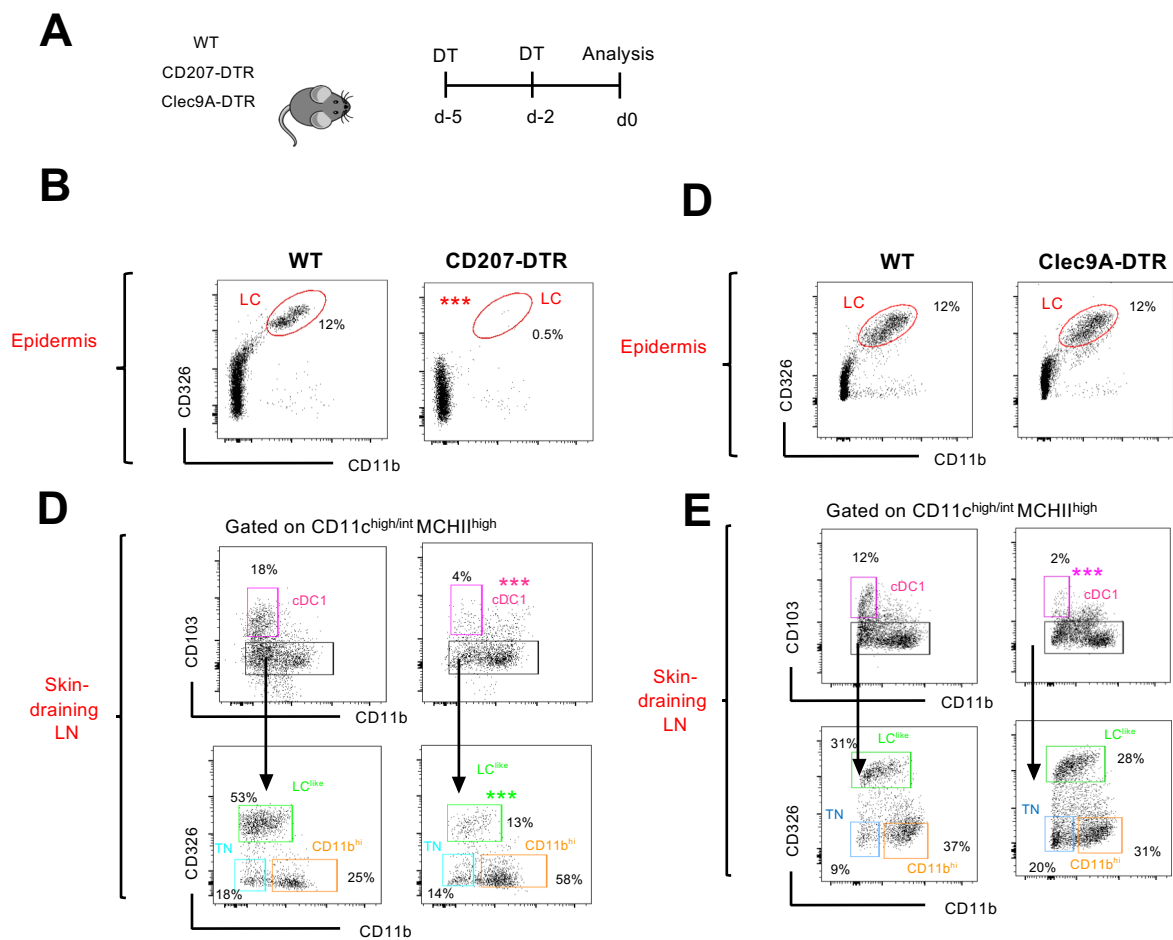 A
WT
CD207-DTR
Clec9A-DTR
DT DT Analysis
d-5 d-2 d0
B
WT CD207-DTR
Epidermis
LC
12%
*** LC
0.5%
CD326
CD11b
D
WT Clec9A-DTR
Epidermis
LC 12%
LC 12%
CD326
CD11b
D
Gated on CD11chigh/int MCHIIhigh
18%
cDC1
4% ***
cDC1
CD103
CD11b
Skin-
draining
LN
53%
LClike
TN
CD11bhi
18%
25%
LClike
***
13%
TN
CD11bhi
14%
58%
CD326
CD11b
E
Gated on CD11chigh/int MCHIIhigh
12%
cDC1
2%
***
cDC1
CD103
CD11b
Skin-
draining
LN
31%
LClike
TN
9%
37%
28%
TN
20%
CD11bhi
31%
CD326
CD11b